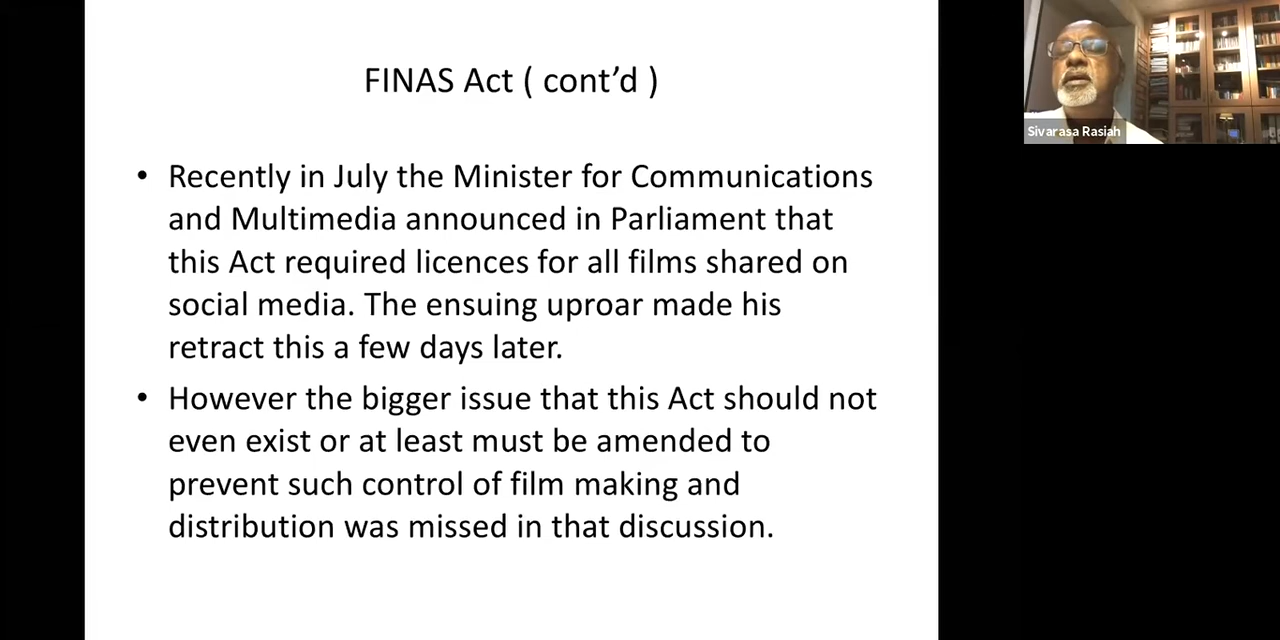 FINAS Act ( cont’d )
• Recently in July the Minister for Communications
and Multimedia announced in Parliament that
this Act required licences for all films shared on
social media. The ensuing uproar made his
retract this a few days later.
• However the bigger issue that this Act should not
even exist or at least must be amended to
prevent such control of film making and
distribution was missed in that discussion.
Sivarasa Rasiah